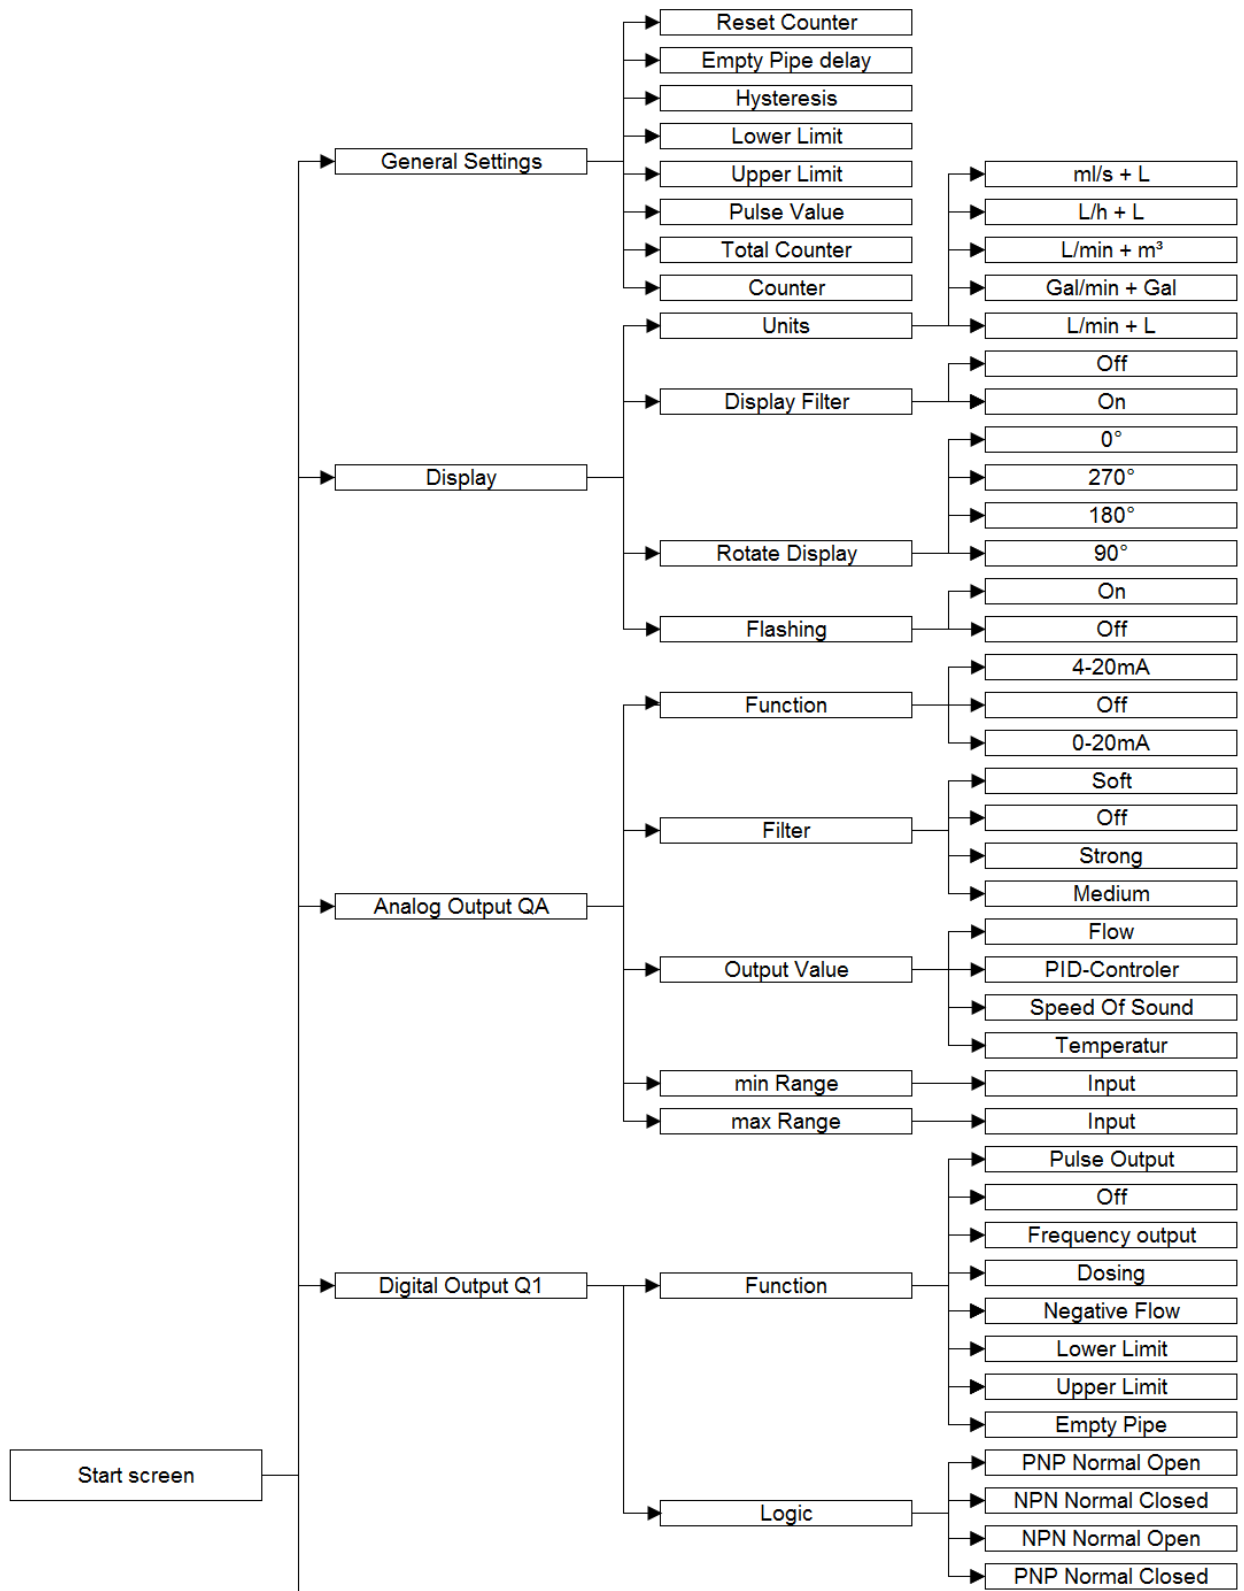 Reset Counter
Empty Pipe delay
Hysteresis
Lower Limit
General Settings
Upper Limit
ml/s + L
Pulse Value
L/h + L
Total Counter
L/min + m³
Counter
Gal/min + Gal
Units
L/min + L
Off
Display Filter
On
0°
Display
270°
180°
Rotate Display
90°
On
Flashing
Off
4-20mA
Function
Off
0-20mA
Soft
Off
Filter
Strong
Medium
Analog Output QA
Flow
Output Value
PID-Controler
Speed Of Sound
Temperatur
min Range
Input
max Range
Input
Pulse Output
Off
Frequency output
Dosing
Digital Output Q1
Function
Negative Flow
Lower Limit
Upper Limit
Empty Pipe
Start screen
PNP Normal Open
NPN Normal Closed
Logic
NPN Normal Open
PNP Normal Closed